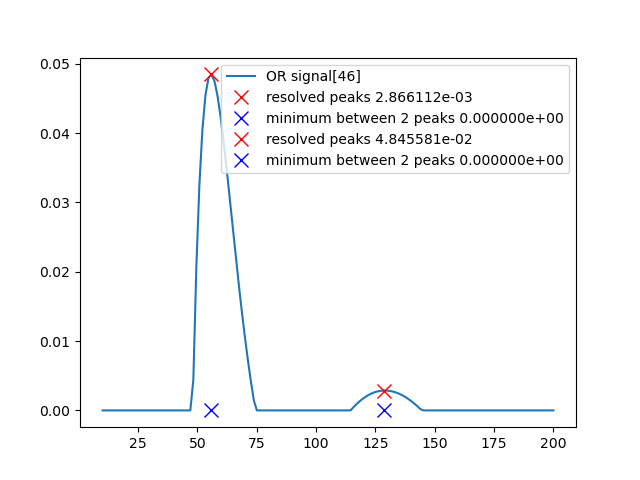 0.05
0.04
0.03
0.02
0.01
0.00
OR signal[46]
resolved peaks 2.866112e-03
minimum between 2 peaks 0.000000e+00
resolved peaks 4.845581e-02
minimum between 2 peaks 0.000000e+00
25 50 75 100 125 150 175 200